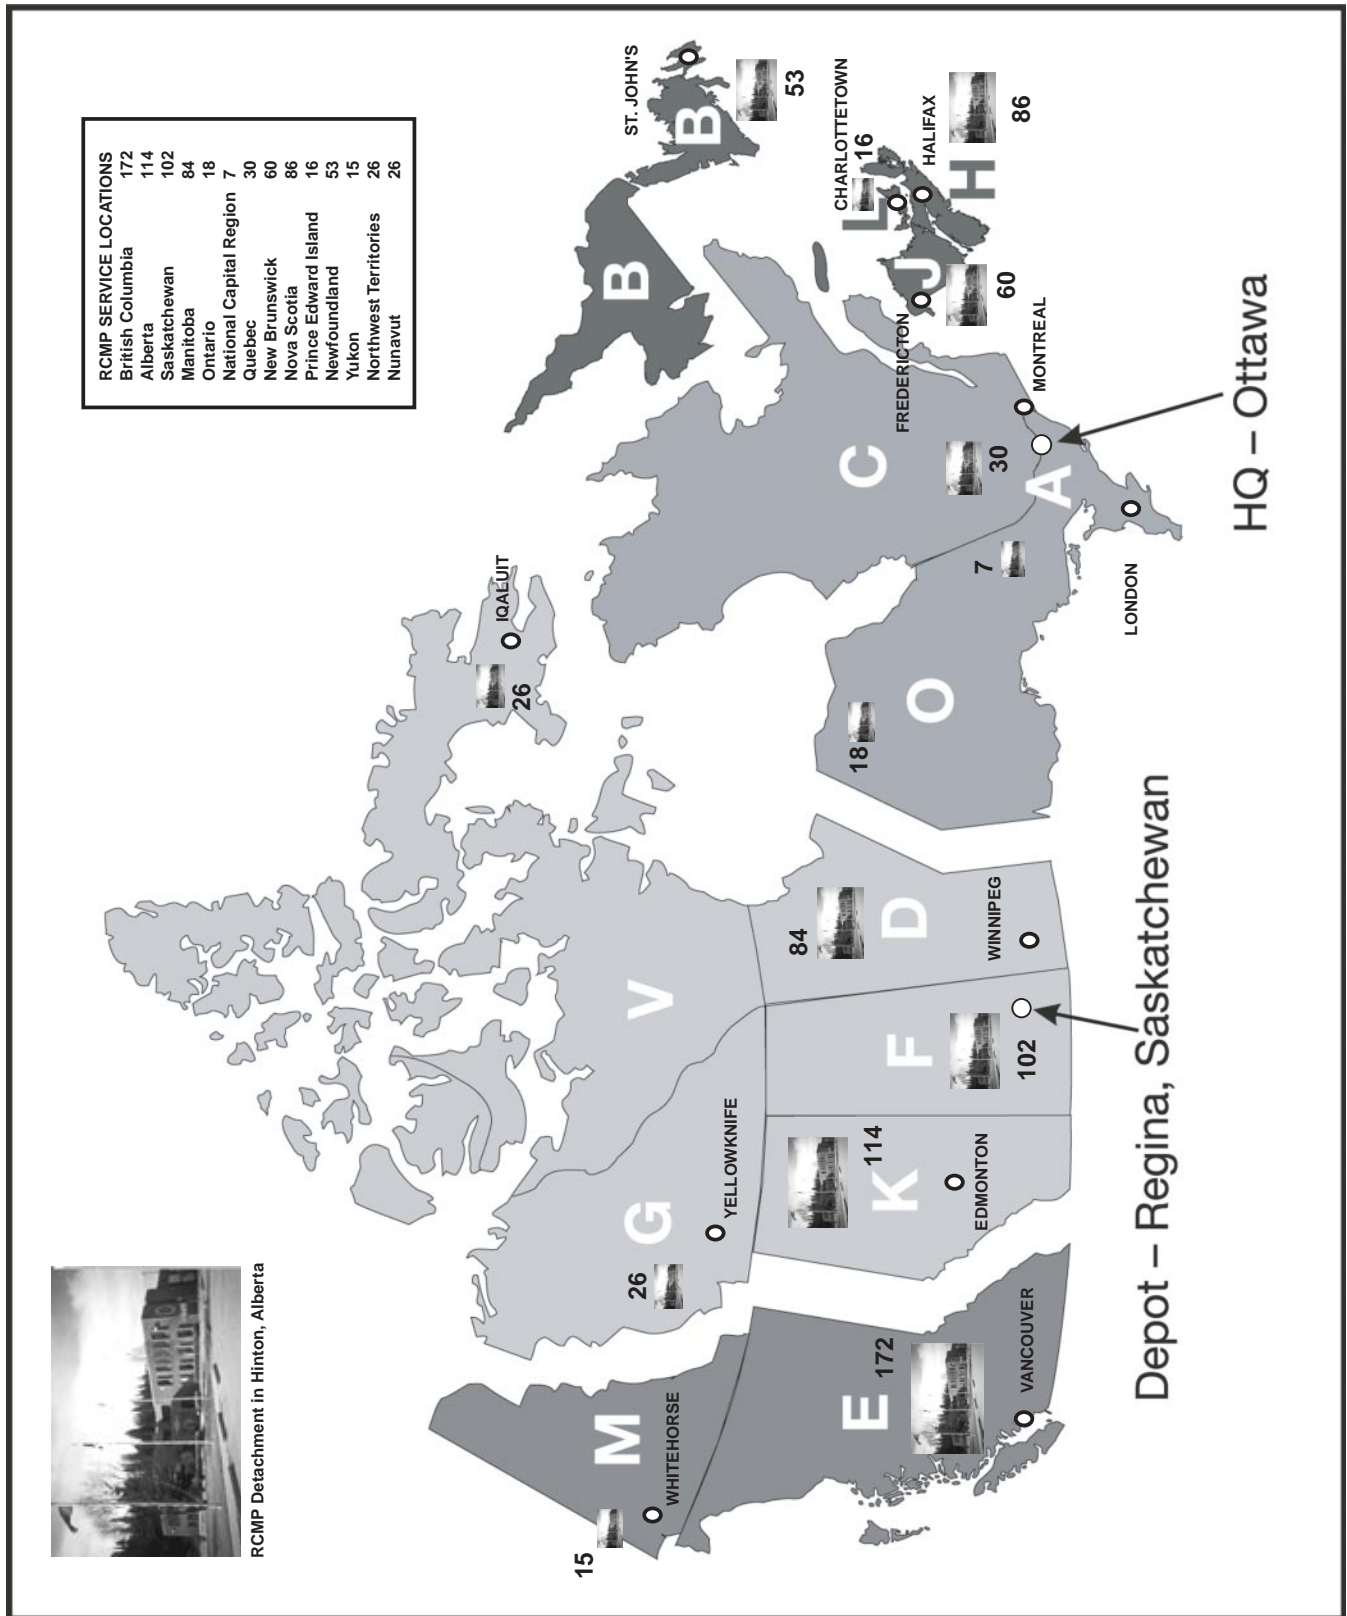 RCMP Detachment in Hinton, Alberta
RCMP SERVICE LOCATIONS
British Columbia 172
Alberta 114
Saskatchewan 102
Manitoba 84
Ontario 18
National Capital Region 7
Quebec 30
New Brunswick 60
Nova Scotia 86
Prince Edward Island 16
Newfoundland 53
Yukon 15
Northwest Territories 26
Nunavut 26
15
M
WHITEHORSE
26
G
YELLOWKNIFE
V
26
IQALUIT
B
B
ST. JOHN'S
53
E
172
VANCOUVER
114
K
EDMONTON
F
102
84
D
WINNIPEG
18
O
7
C
30
A
LONDON
MONTREAL
FREDERICTON
J
60
L
16
CHARLOTTETOWN
HALIFAX
H
86
Depot – Regina, Saskatchewan
HQ – Ottawa